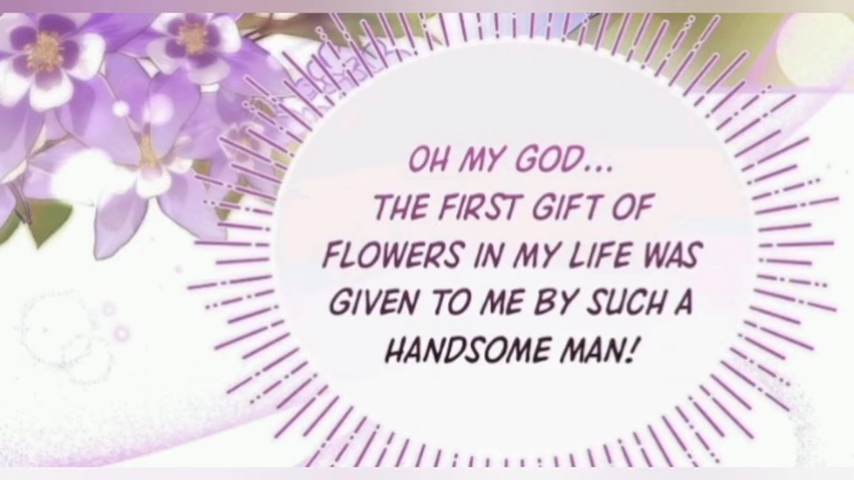 OH MY GOD...
THE FIRST GIFT OF
FLOWERS IN MY LIFE WAS
GIVEN TO ME BY SUCH A
HANDSOME MAN!